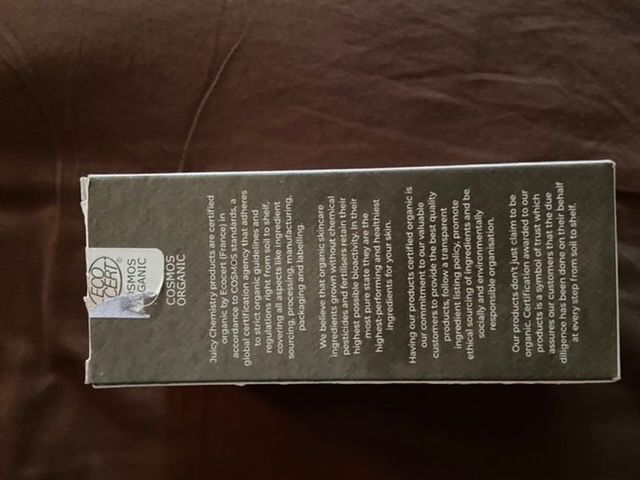 ECO
CERT
®
COSMOS
ORGANIC
COSMOS
ORGANIC
Juicy Chemistry products are certified
organic by Ecocert (France) in
accordance to COSMOS standards, a
global certification agency that adheres
to strict organic guidelines and
regulations right from soil to shelf,
covering all aspects like ingredient
sourcing, processing, manufacturing,
packaging and labelling.
We believe that organic skincare
ingredients grown without chemical
pesticides and fertilisers retain their
highest possible bioactivity. In their
most pure state they are the
highest-performing and healthiest
ingredients for your skin.
Having our products certified organic is
our commitment to our valuable
customers to provide the best quality
products, follow a transparent
ingredient listing policy, promote
ethical sourcing of ingredients and be
socially and environmentally
responsible organisation.
Our products don't just claim to be
organic. Certification awarded to our
products is a symbol of trust which
assures our customers that the due
diligence has been done on their behalf
at every step from soil to shelf.